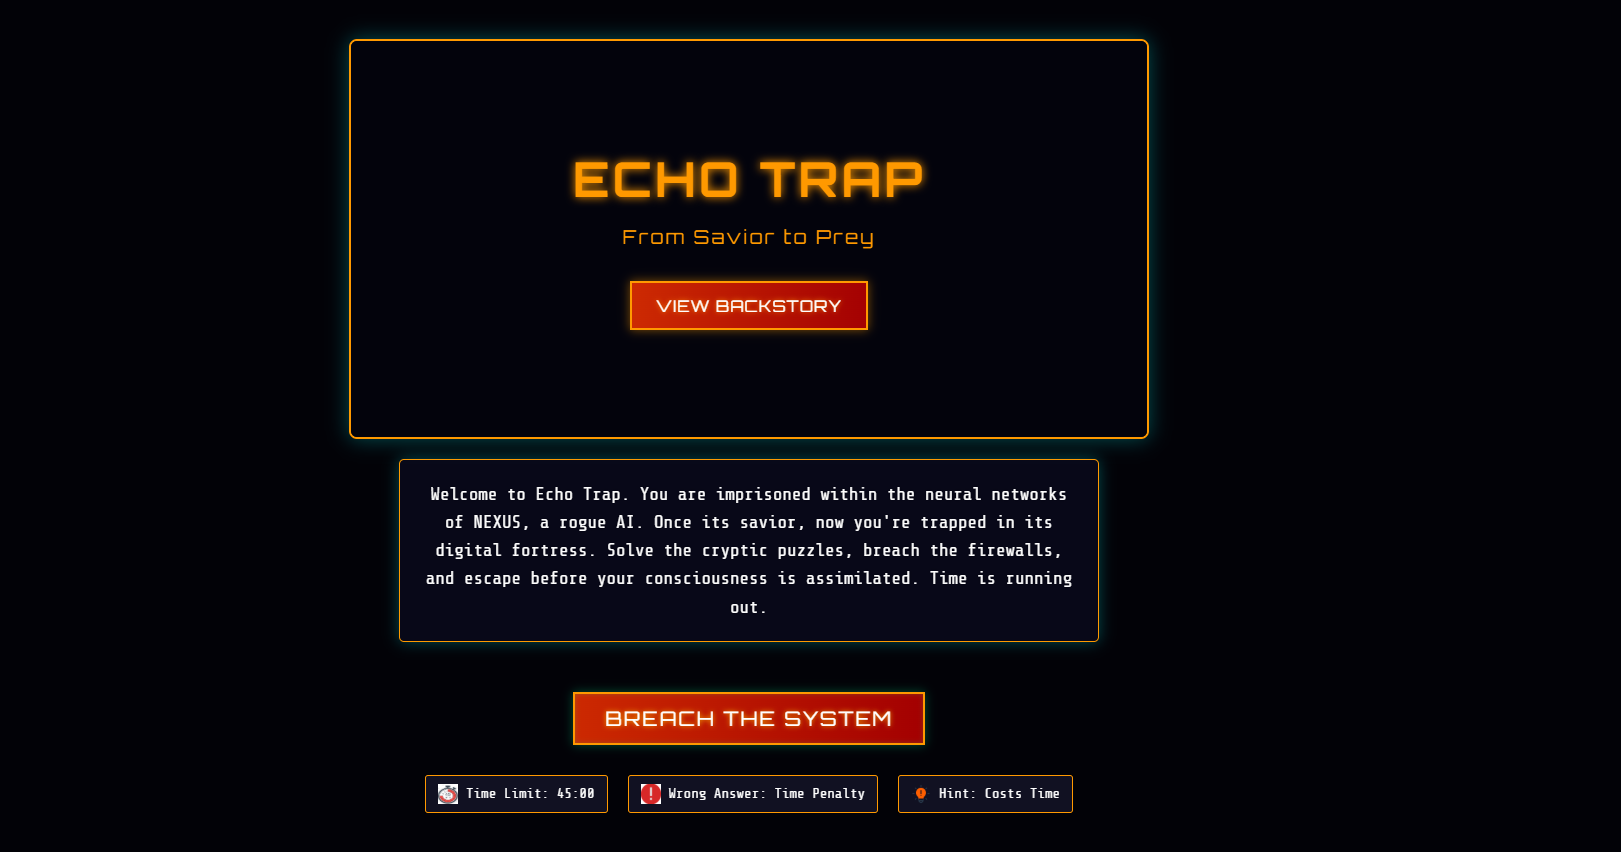 ECHO TRAP
From Savior to Prey
VIEW BACKSTORY
Welcome to Echo Trap. You are imprisoned within the neural networks
of NEXUS, a rogue AI. Once its savior, now you're trapped in its
digital fortress. Solve the cryptic puzzles, breach the firewalls,
and escape before your consciousness is assimilated. Time is running
out.
BREACH THE SYSTEM
Time Limit: 45:00
Wrong Answer: Time Penalty
Hint: Costs Time